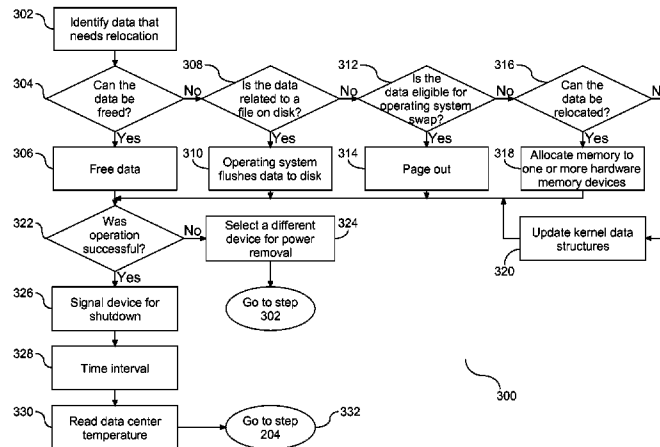 302
Identify data that
needs relocation
304
Can the
data be
freed?
No
308
Is the data
related to a
file on disk?
No
312
Is the
data eligible for
operating system
swap?
No
316
Can the data
be relocated?
No
Yes
Yes
Yes
Yes
306
Free data
310
Operating system
flushes data to disk
314
Page out
318
Allocate memory to
one or more hardware
memory devices
322
Was
operation
successful?
No
Select a different
device for power
removal
324
Update kernel data
structures
320
Yes
326
Signal device for
shutdown
Go to step
302
328
Time interval
300
330
Read data center
temperature
Go to step
204
332